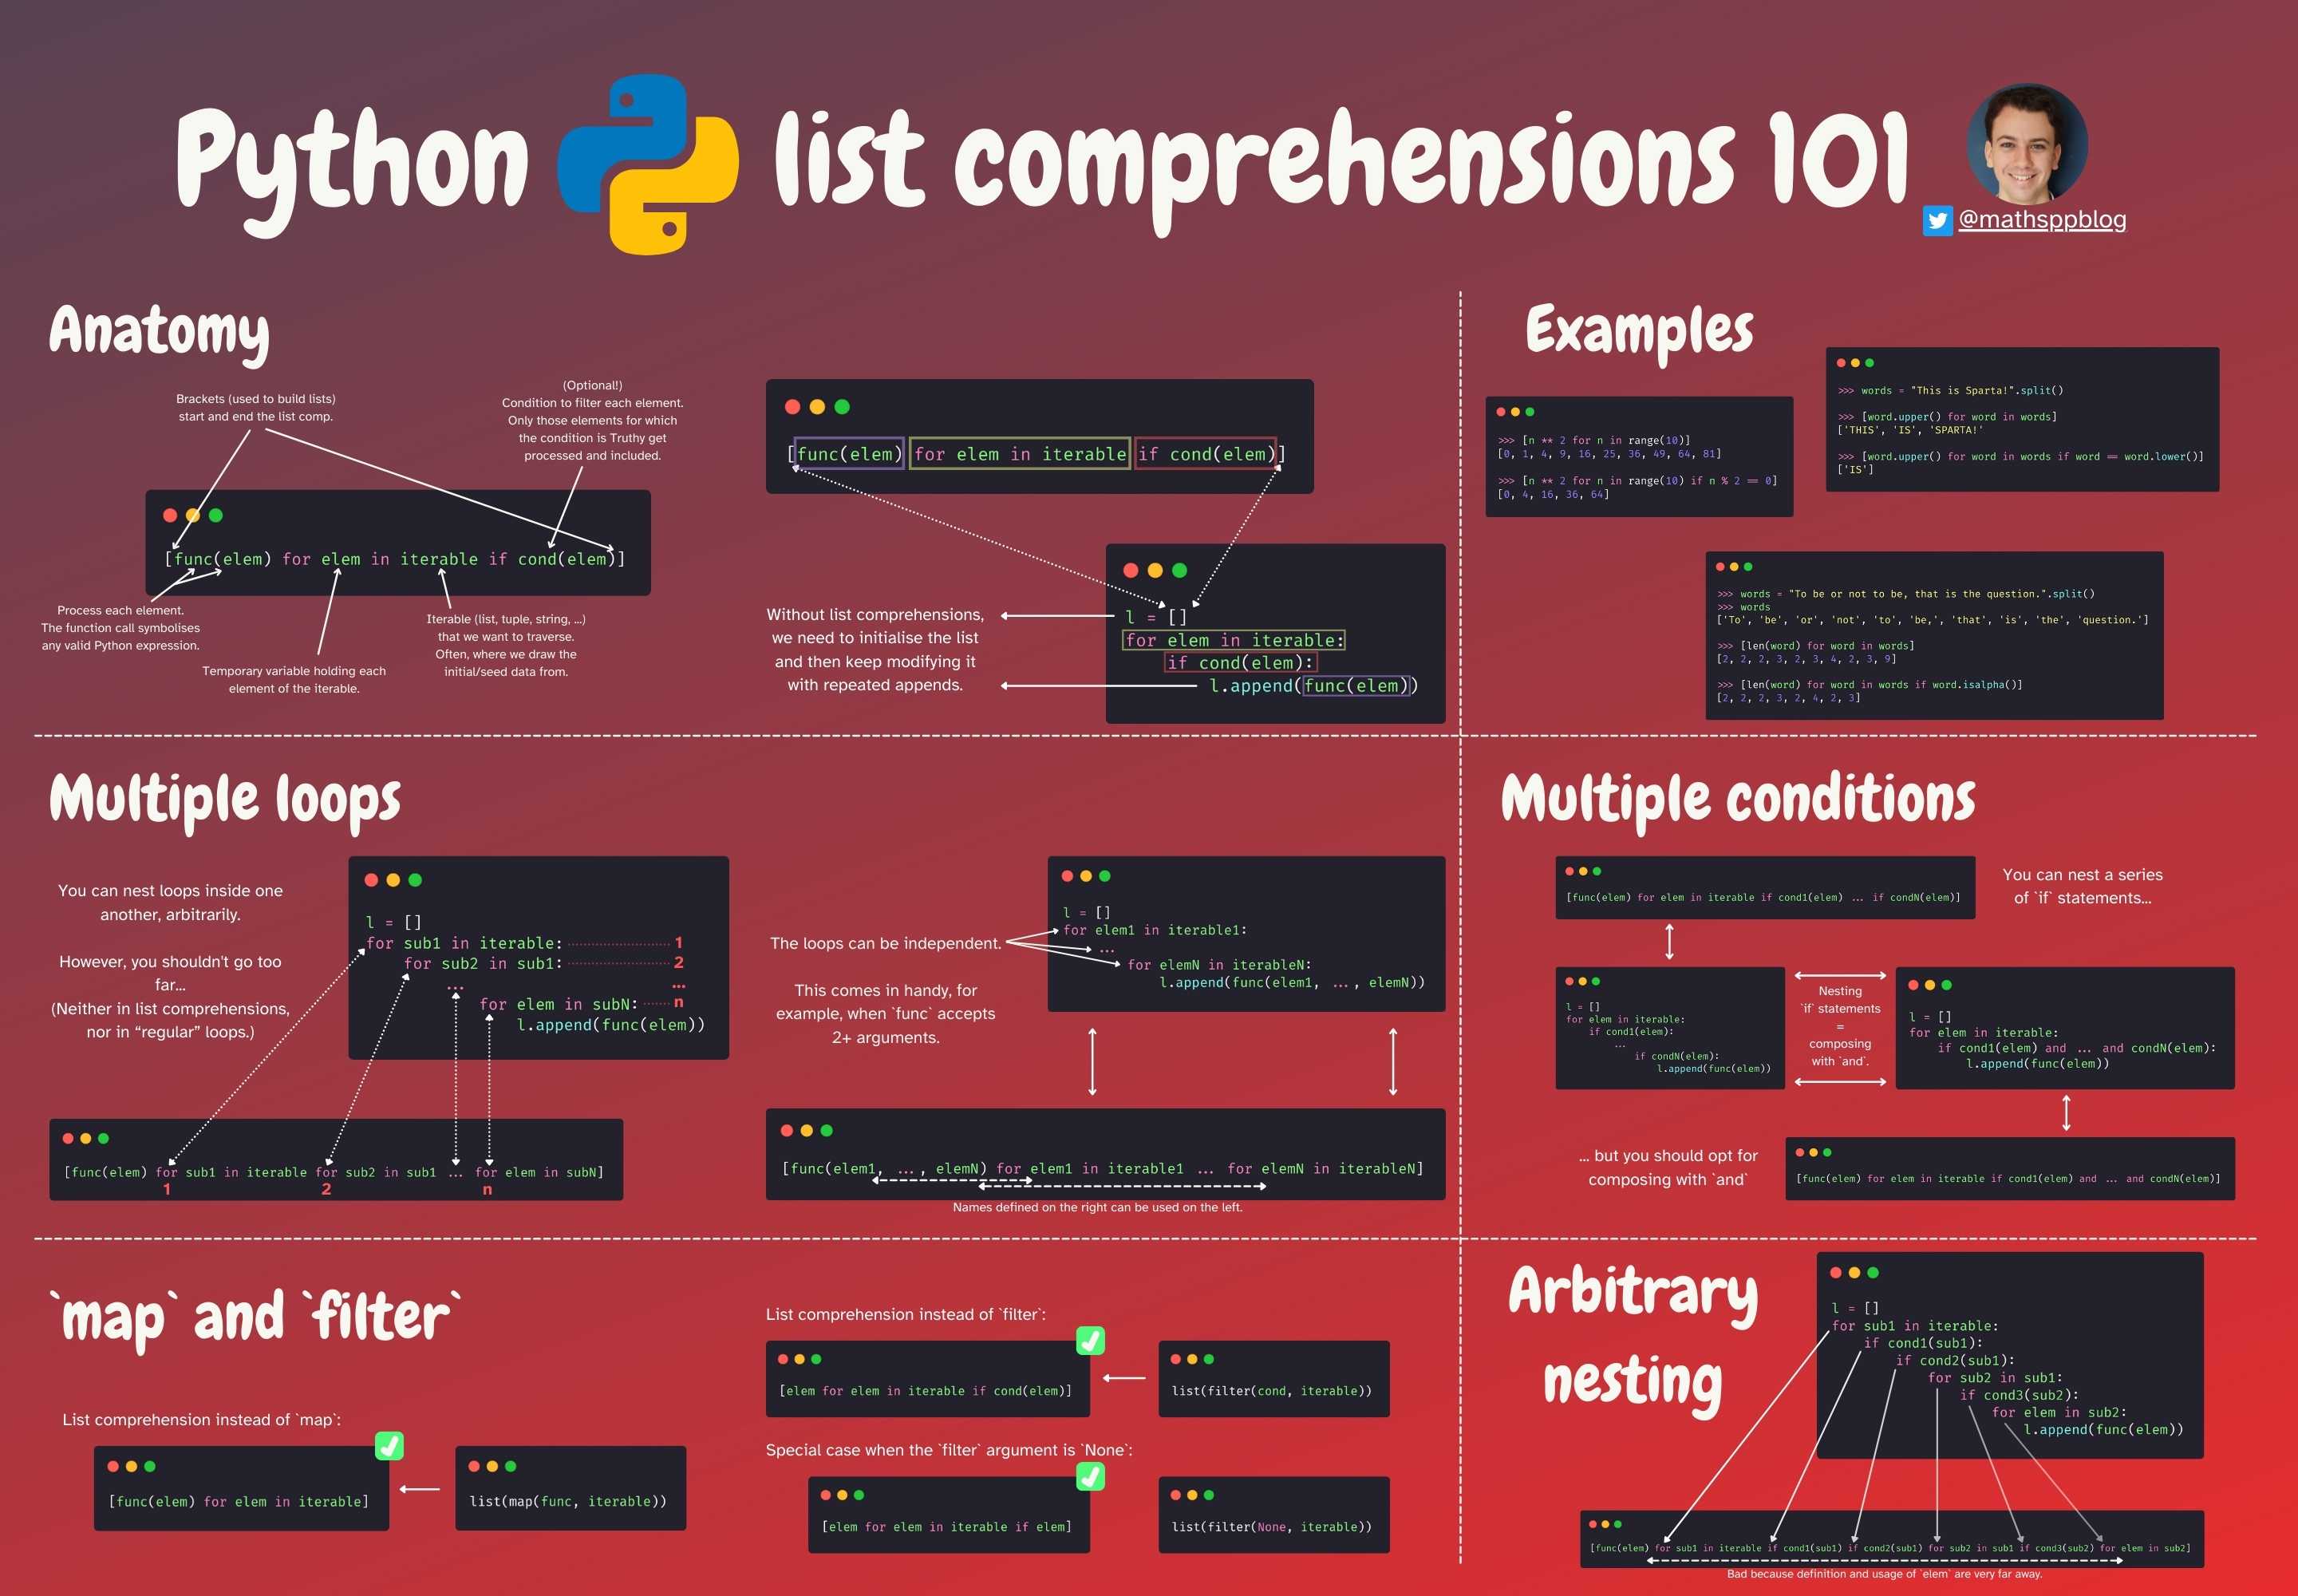 Python list comprehensions 101
@mathsppblog
Anatomy
Brackets (used to build lists)
start and end the list comp.
(Optional!)
Condition to filter each element.
Only those elements for which
the condition is Truthy get
processed and included.
[func(elem) for elem in iterable if cond(elem)]
Process each element.
The function call symbolises
any valid Python expression.
Temporary variable holding each
element of the iterable.
Iterable (list, tuple, string, ...)
that we want to traverse.
Often, where we draw the
initial/seed data from.
[func(elem) for elem in iterable if cond(elem)]
Without list comprehensions,
we need to initialise the list
and then keep modifying it
with repeated appends.
l = []
for elem in iterable:
if cond(elem):
l.append(func(elem))
Examples
>>> [n ** 2 for n in range(10)]
[0, 1, 4, 9, 16, 25, 36, 49, 64, 81]
>>> [n ** 2 for n in range(10) if n % 2 == 0]
[0, 4, 16, 36, 64]
>>> words = "This is Sparta!".split()
>>> [word.upper() for word in words]
['THIS', 'IS', 'SPARTA!'
>>> [word.upper() for word in words if word == word.lower()]
['IS']
>>> words = "To be or not to be, that is the question.".split()
>>> words
['To', 'be', 'or', 'not', 'to', 'be,', 'that', 'is', 'the', 'question.']
>>> [len(word) for word in words]
[2, 2, 2, 3, 2, 3, 4, 2, 3, 9]
>>> [len(word) for word in words if word.isalpha()]
[2, 2, 2, 3, 2, 4, 2, 3]
Multiple loops
You can nest loops inside one
another, arbitrarily.
However, you shouldn't go too
far...
(Neither in list comprehensions,
nor in “regular” loops.)
l = []
for sub1 in iterable: 1
for sub2 in sub1: 2
... ...
for elem in subN: n
l.append(func(elem))
[func(elem) for sub1 in iterable for sub2 in sub1 ... for elem in subN]
1 2 n
The loops can be independent.
This comes in handy, for
example, when `func` accepts
2+ arguments.
l = []
for elem1 in iterable1:
...
for elemN in iterableN:
l.append(func(elem1, ..., elemN))
[func(elem1, ..., elemN) for elem1 in iterable1 ... for elemN in iterableN]
Names defined on the right can be used on the left.
Multiple conditions
[func(elem) for elem in iterable if cond1(elem) ... if condN(elem)]
You can nest a series
of `if` statements...
l = []
for elem in iterable:
if cond1(elem):
...
if condN(elem):
l.append(func(elem))
Nesting
`if` statements
=
composing
with `and`.
l = []
for elem in iterable:
if cond1(elem) and ... and condN(elem):
l.append(func(elem))
... but you should opt for
composing with `and`
[func(elem) for elem in iterable if cond1(elem) and ... and condN(elem)]
`map` and `filter`
List comprehension instead of `map`:
[func(elem) for elem in iterable]
list(map(func, iterable))
List comprehension instead of `filter`:
[elem for elem in iterable if cond(elem)]
list(filter(cond, iterable))
Special case when the `filter` argument is `None`:
[elem for elem in iterable if elem]
list(filter(None, iterable))
Arbitrary
nesting
l = []
for sub1 in iterable:
if cond1(sub1):
if cond2(sub1):
for sub2 in sub1:
if cond3(sub2):
for elem in sub2:
l.append(func(elem))
[func(elem) for sub1 in iterable if cond1(sub1) if cond2(sub1) for sub2 in sub1 if cond3(sub2) for elem in sub2]
Bad because definition and usage of `elem` are very far away.